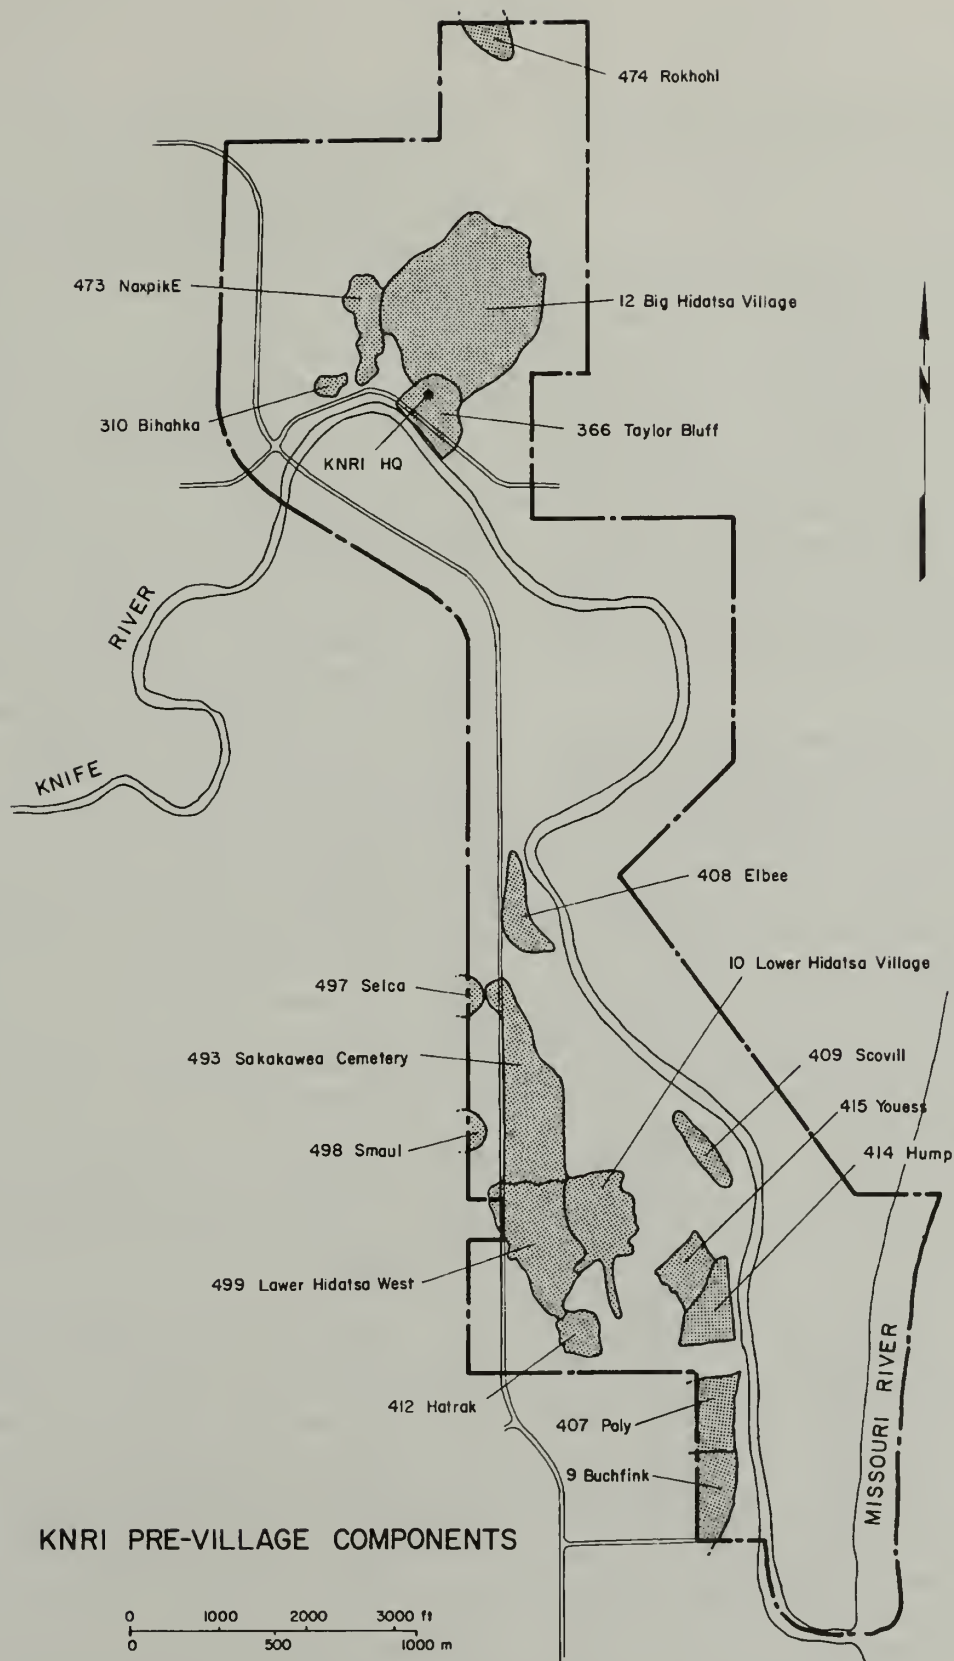 474 Rokhohl
473 NaxpikE
12 Big Hidatsa Village
N
310 Bihahka
366 Taylor Bluff
KNRI HQ
RIVER
KNIFE
408 Elbee
10 Lower Hidatsa Village
497 Selca
493 Sakakawea Cemetery
409 Scovill
415 Youess
414 Hump
498 Smaul
499 Lower Hidatsa West
412 Hatrak
407 Poly
9 Buchfink
MISSOURI RIVER
KNRI PRE-VILLAGE COMPONENTS
0 1000 2000 3000 ft
0 500 1000 m